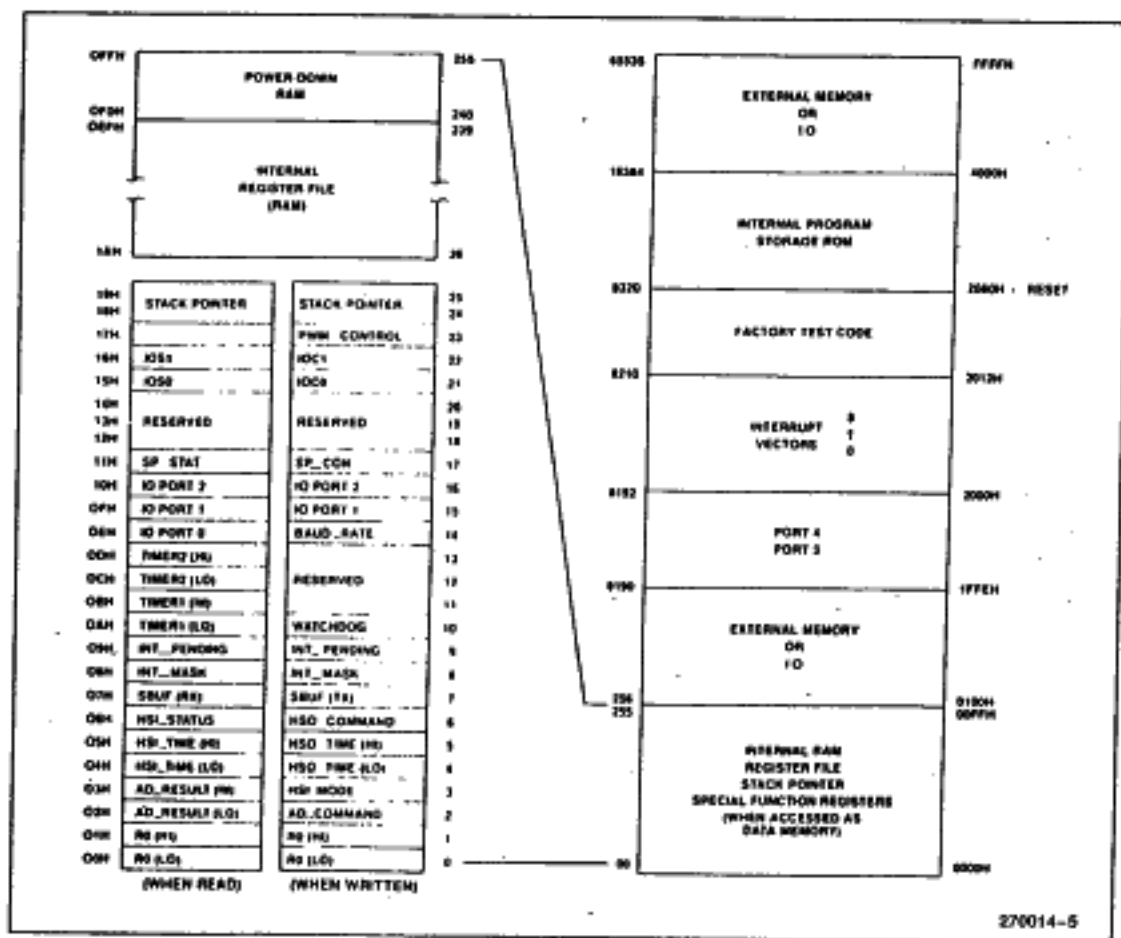 0FFH
POWER-DOWN
RAM
255
240
239
INTERNAL
REGISTER FILE
(RAM)
1AH
26
19H STACK POINTER STACK POINTER 25
18H 24
17H PWM CONTROL 23
16H IOS1 IOC1 22
15H IOS0 IOC0 21
20
13H RESERVED RESERVED 19
12H 18
11H SP STAT SP_CON 17
10H IO PORT 2 IO PORT 2 16
0FH IO PORT 1 IO PORT 1 15
0EH IO PORT 0 BAUD_RATE 14
0DH TIMER2 (HI) 13
0CH TIMER2 (LO) RESERVED 12
0BH TIMER1 (HI) 11
0AH TIMER1 (LO) WATCHDOG 10
09H INT_PENDING INT_PENDING 9
08H INT_MASK INT_MASK 8
07H SBUF (RX) SBUF (TX) 7
06H HSI_STATUS HSO COMMAND 6
05H HSI_TIME (HI) HSO TIME (HI) 5
04H HSI_TIME (LO) HSO TIME (LO) 4
03H AD_RESULT (HI) HSI MODE 3
02H AD_RESULT (LO) AD_COMMAND 2
01H R0 (HI) R0 (HI) 1
00H R0 (LO) R0 (LO) 0
(WHEN READ) (WHEN WRITTEN)
FFFFH
EXTERNAL MEMORY
OR
I O
16384 4000H
INTERNAL PROGRAM
STORAGE ROM
8320 2080H RESET
FACTORY TEST CODE
8210 2012H
INTERRUPT
VECTORS
8
T
0
8192 2000H
PORT 4
PORT 3
8190 1FFEH
EXTERNAL MEMORY
OR
I O
256 0100H
255 00FFH
INTERNAL RAM
REGISTER FILE
STACK POINTER
SPECIAL FUNCTION REGISTERS
(WHEN ACCESSED AS
DATA MEMORY)
00 0000H
270014-5